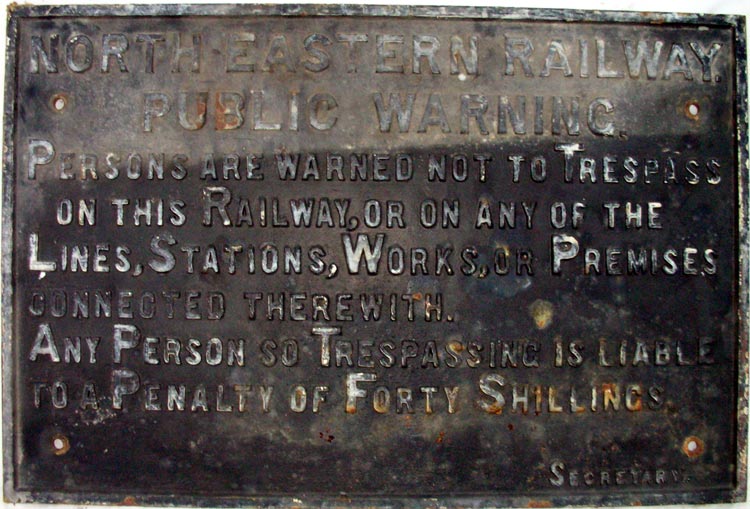 NORTH EASTERN RAILWAY.
PUBLIC WARNING.
PERSONS ARE WARNED NOT TO TRESPASS
ON THIS RAILWAY, OR ON ANY OF THE
LINES, STATIONS, WORKS, OR PREMISES
CONNECTED THEREWITH.
ANY PERSON SO TRESPASSING IS LIABLE
TO A PENALTY OF FORTY SHILLINGS.
SECRETARY.